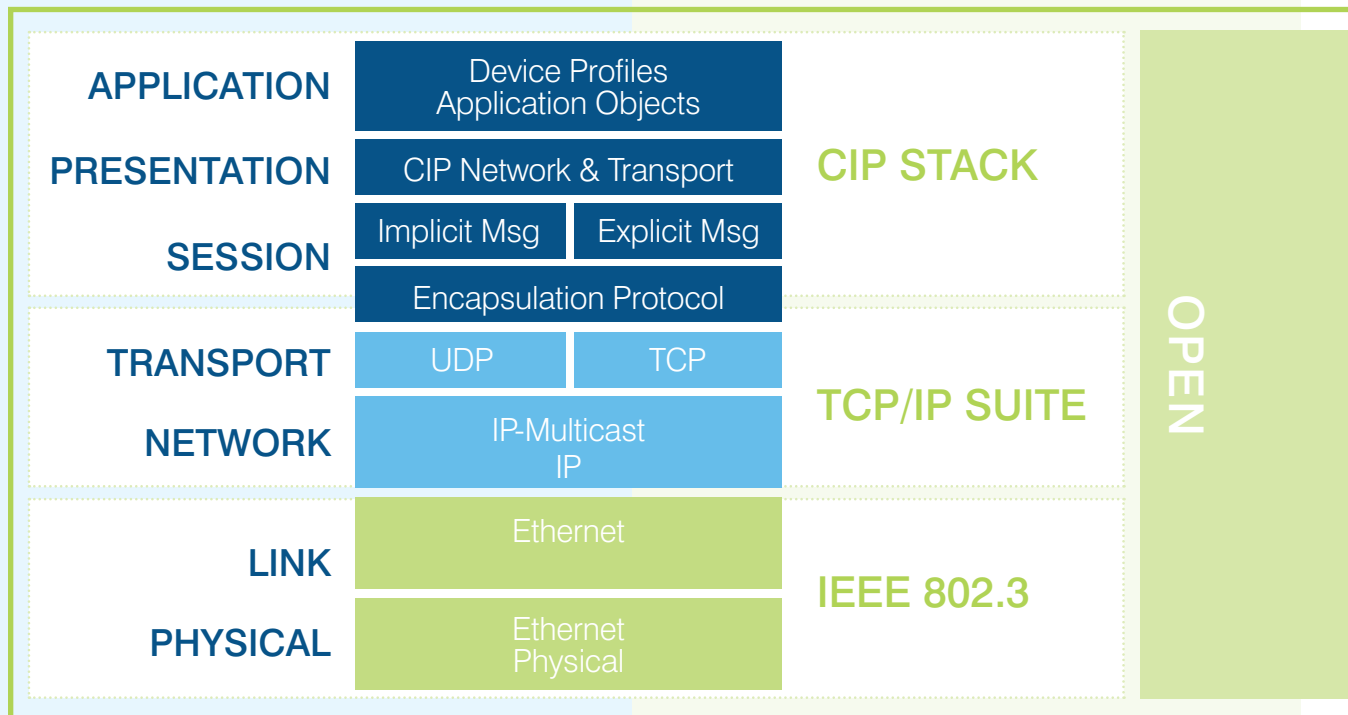 APPLICATION
Device Profiles
Application Objects
PRESENTATION
CIP Network & Transport
CIP STACK
SESSION
Implicit Msg
Explicit Msg
Encapsulation Protocol
TRANSPORT
UDP
TCP
TCP/IP SUITE
NETWORK
IP-Multicast
IP
LINK
Ethernet
IEEE 802.3
PHYSICAL
Ethernet
Physical
OPEN